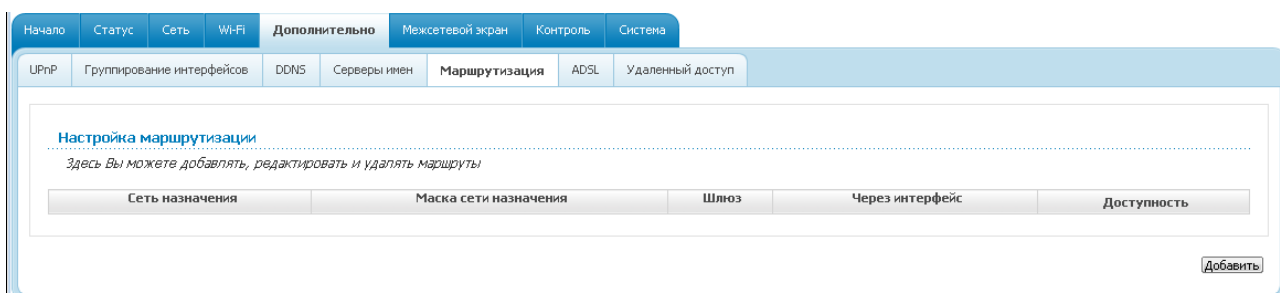 Начало Статус Сеть Wi-Fi Дополнительно Межсетевой экран Контроль Система
UPnP Группирование интерфейсов DDNS Серверы имен Маршрутизация ADSL Удаленный доступ
Настройка маршрутизации
Здесь Вы можете добавлять, редактировать и удалять маршруты
Сеть назначения Маска сети назначения Шлюз Через интерфейс Доступность
Добавить